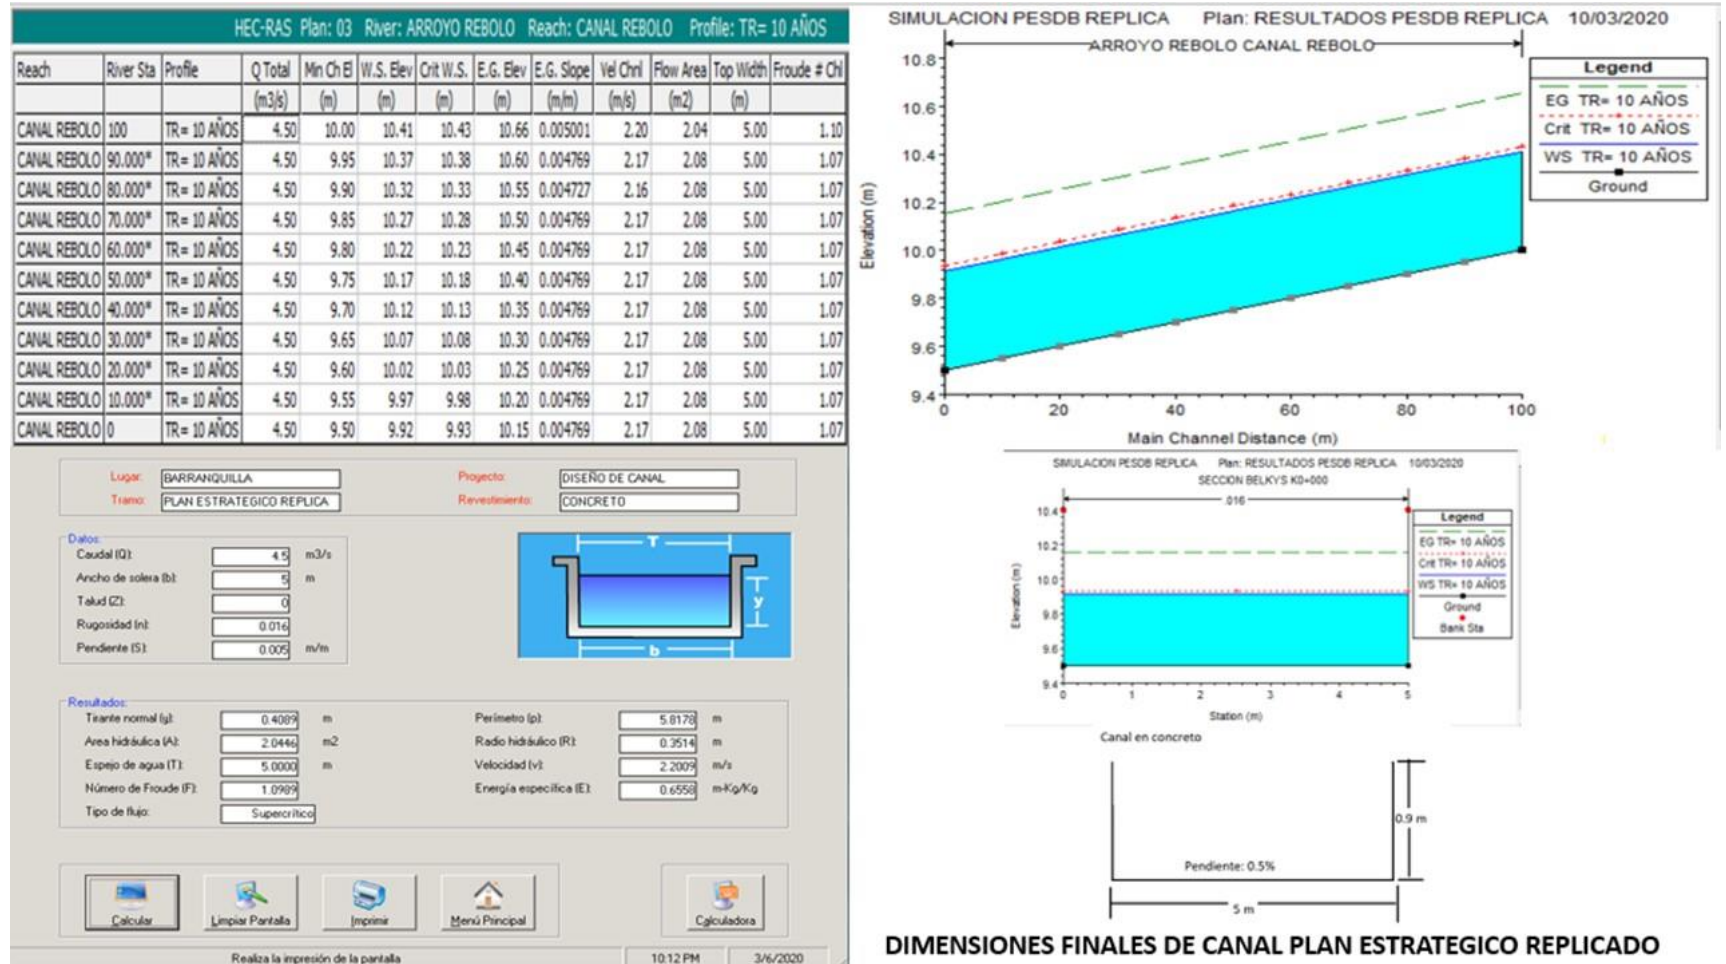 HEC-RAS Plan: 03 River: ARROYO REBOLO Reach: CANAL REBOLO Profile: TR= 10 AÑOS
Reach River Sta Profile Q Total Min Ch El W.S. Elev Crit W.S. E.G. Elev E.G. Slope Vel Chnl Flow Area Top Width Froude # Chl
(m3/s) (m) (m) (m) (m) (m/m) (m/s) (m2) (m)
CANAL REBOLO 100 TR= 10 AÑOS 4.50 10.00 10.41 10.43 10.66 0.005001 2.20 2.04 5.00 1.10
CANAL REBOLO 90.000* TR= 10 AÑOS 4.50 9.95 10.37 10.38 10.60 0.004769 2.17 2.08 5.00 1.07
CANAL REBOLO 80.000* TR= 10 AÑOS 4.50 9.90 10.32 10.33 10.55 0.004727 2.16 2.08 5.00 1.07
CANAL REBOLO 70.000* TR= 10 AÑOS 4.50 9.85 10.27 10.28 10.50 0.004769 2.17 2.08 5.00 1.07
CANAL REBOLO 60.000* TR= 10 AÑOS 4.50 9.80 10.22 10.23 10.45 0.004769 2.17 2.08 5.00 1.07
CANAL REBOLO 50.000* TR= 10 AÑOS 4.50 9.75 10.17 10.18 10.40 0.004769 2.17 2.08 5.00 1.07
CANAL REBOLO 40.000* TR= 10 AÑOS 4.50 9.70 10.12 10.13 10.35 0.004769 2.17 2.08 5.00 1.07
CANAL REBOLO 30.000* TR= 10 AÑOS 4.50 9.65 10.07 10.08 10.30 0.004769 2.17 2.08 5.00 1.07
CANAL REBOLO 20.000* TR= 10 AÑOS 4.50 9.60 10.02 10.03 10.25 0.004769 2.17 2.08 5.00 1.07
CANAL REBOLO 10.000* TR= 10 AÑOS 4.50 9.55 9.97 9.98 10.20 0.004769 2.17 2.08 5.00 1.07
CANAL REBOLO 0 TR= 10 AÑOS 4.50 9.50 9.92 9.93 10.15 0.004769 2.17 2.08 5.00 1.07
Lugar: BARRANQUILLA Proyecto: DISEÑO DE CANAL
Tramo: PLAN ESTRATEGICO REPLICA Revestimiento: CONCRETO
Datos:
Caudal (Q): 4.5 m3/s
Ancho de solera (b): 5 m
Talud (Z): 0
Rugosidad (n): 0.016
Pendiente (S): 0.005 m/m
T
y
b
Resultados:
Tirante normal (y): 0.4089 m Perímetro (p): 5.8178 m
Area hidráulica (A): 2.0446 m2 Radio hidráulico (R): 0.3514 m
Espejo de agua (T): 5.0000 m Velocidad (v): 2.2009 m/s
Número de Froude (F): 1.0989 Energía específica (E): 0.6558 m-Kg/Kg
Tipo de flujo: Supercrítico
Calcular Limpiar Pantalla Imprimir Menú Principal Calculadora
Realiza la impresión de la pantalla 10:12 PM 3/6/2020
SIMULACION PESDB REPLICA Plan: RESULTADOS PESDB REPLICA 10/03/2020
ARROYO REBOLO CANAL REBOLO
10.8
10.6
10.4
10.2
10.0
9.8
9.6
9.4
Elevation (m)
0 20 40 60 80 100
Main Channel Distance (m)
Legend
EG TR= 10 AÑOS
Crit TR= 10 AÑOS
WS TR= 10 AÑOS
Ground
SIMULACION PESDB REPLICA Plan: RESULTADOS PESDB REPLICA 10/03/2020
SECCION BELKYS K0+000
.016
10.4
10.2
10.0
9.8
9.6
9.4
Elevation (m)
0 1 2 3 4 5
Station (m)
Legend
EG TR= 10 AÑOS
Crit TR= 10 AÑOS
WS TR= 10 AÑOS
Ground
Bank Sta
Canal en concreto
0.9 m
Pendiente: 0.5%
5 m
DIMENSIONES FINALES DE CANAL PLAN ESTRATEGICO REPLICADO